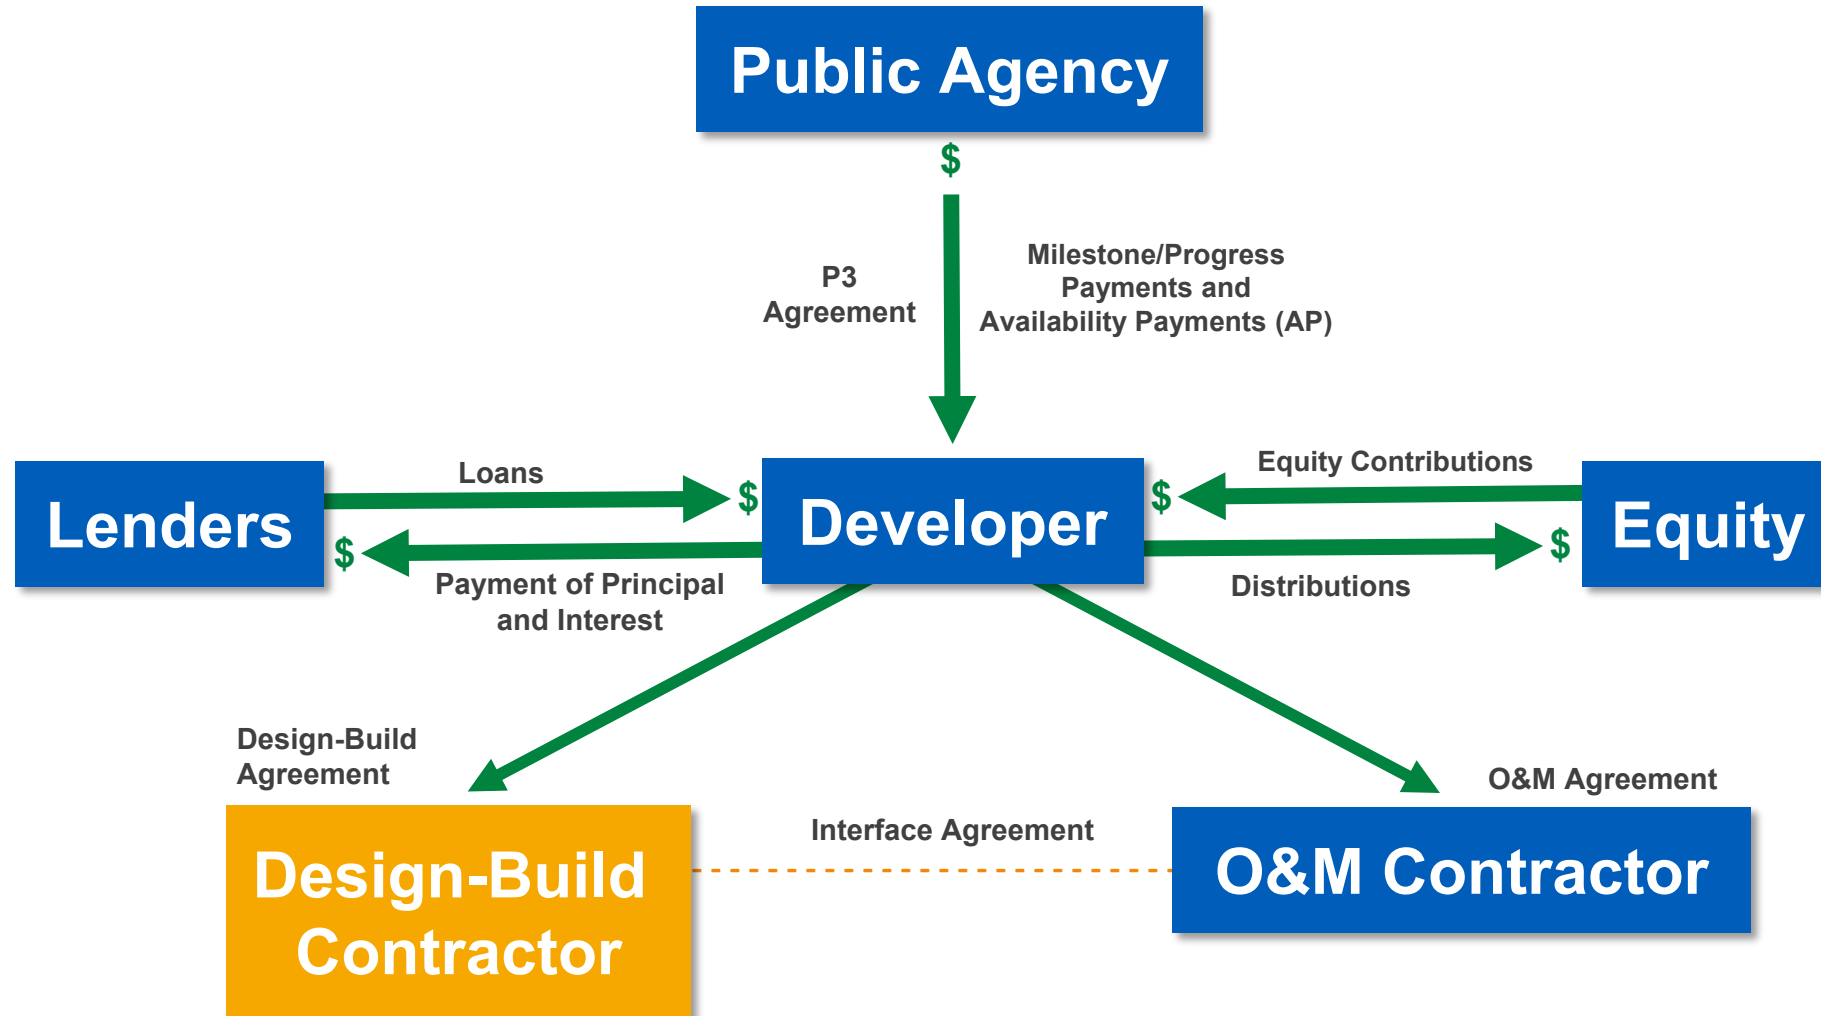 Public Agency
$
P3
Agreement
Milestone/Progress
Payments and
Availability Payments (AP)
Lenders
Loans
$
$
Payment of Principal
and Interest
Developer
$
Equity Contributions
$
Distributions
Equity
Design-Build
Agreement
O&M Agreement
Interface Agreement
Design-Build
Contractor
O&M Contractor